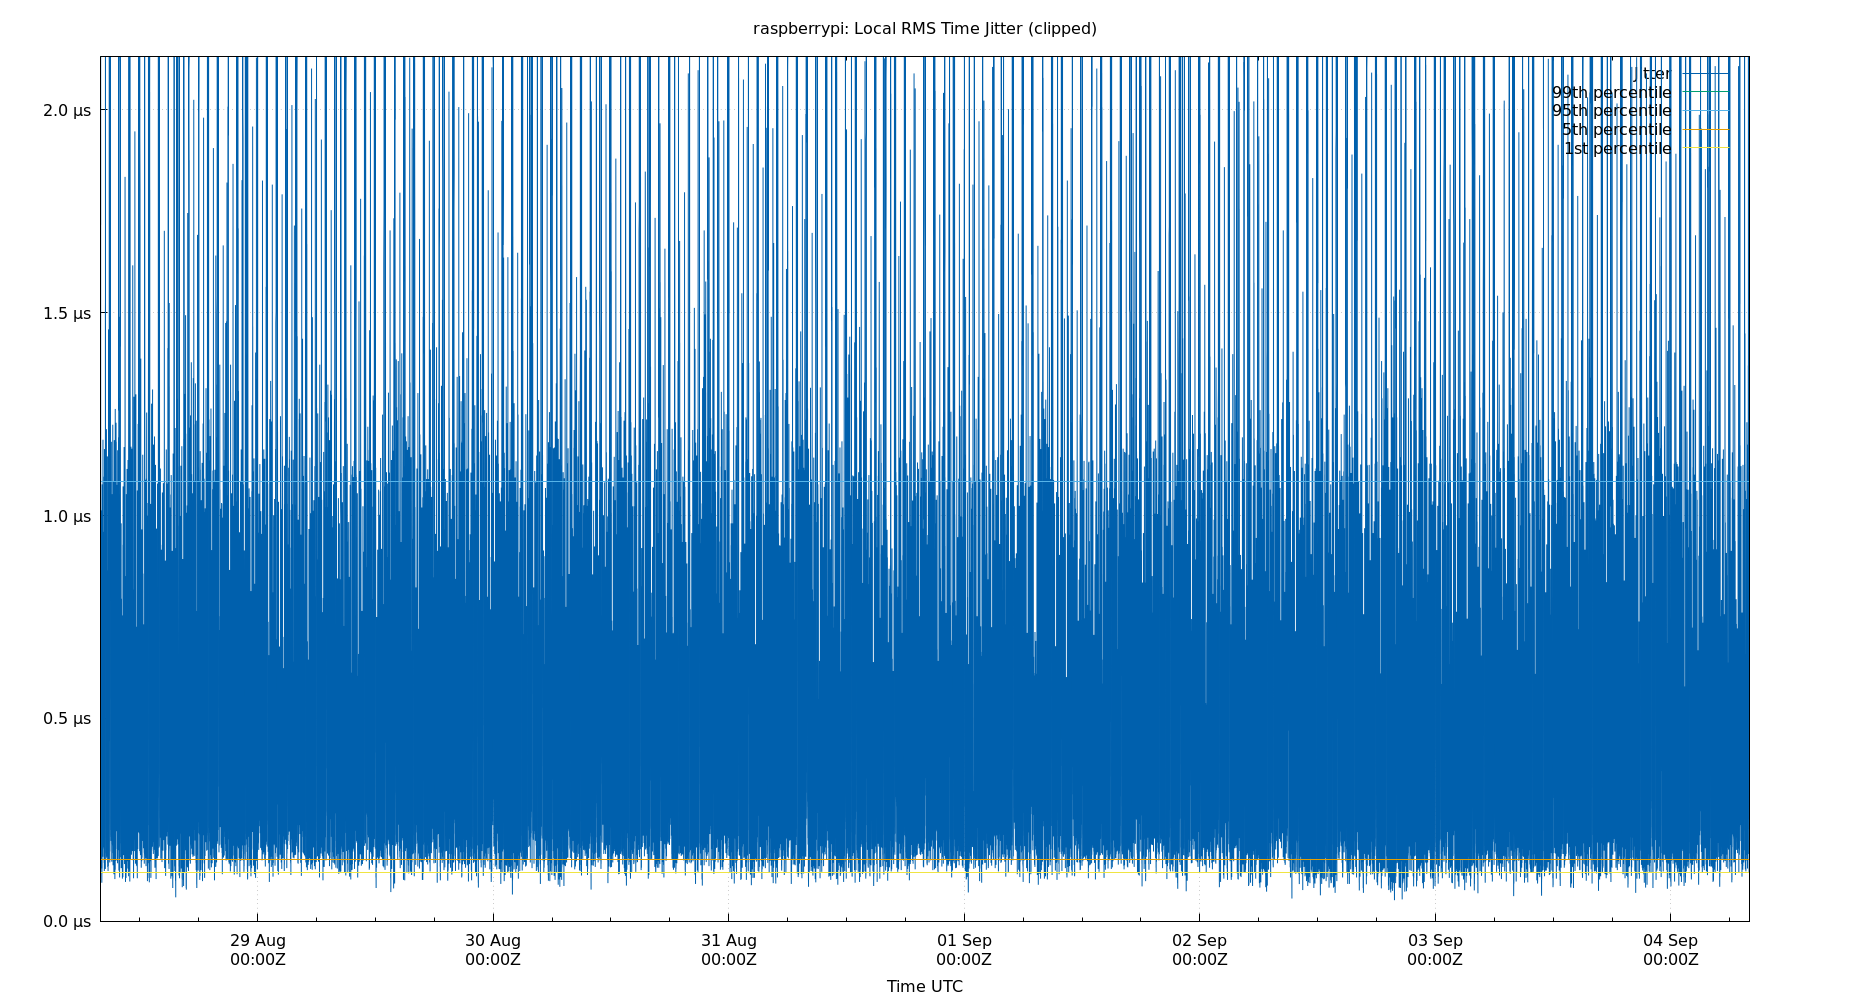 raspberrypi: Local RMS Time Jitter (clipped)
2.0 µs
1.5 µs
1.0 µs
0.5 µs
0.0 µs
Jitter
99th percentile
95th percentile
5th percentile
1st percentile
29 Aug
00:00Z
30 Aug
00:00Z
31 Aug
00:00Z
01 Sep
00:00Z
02 Sep
00:00Z
03 Sep
00:00Z
04 Sep
00:00Z
Time UTC